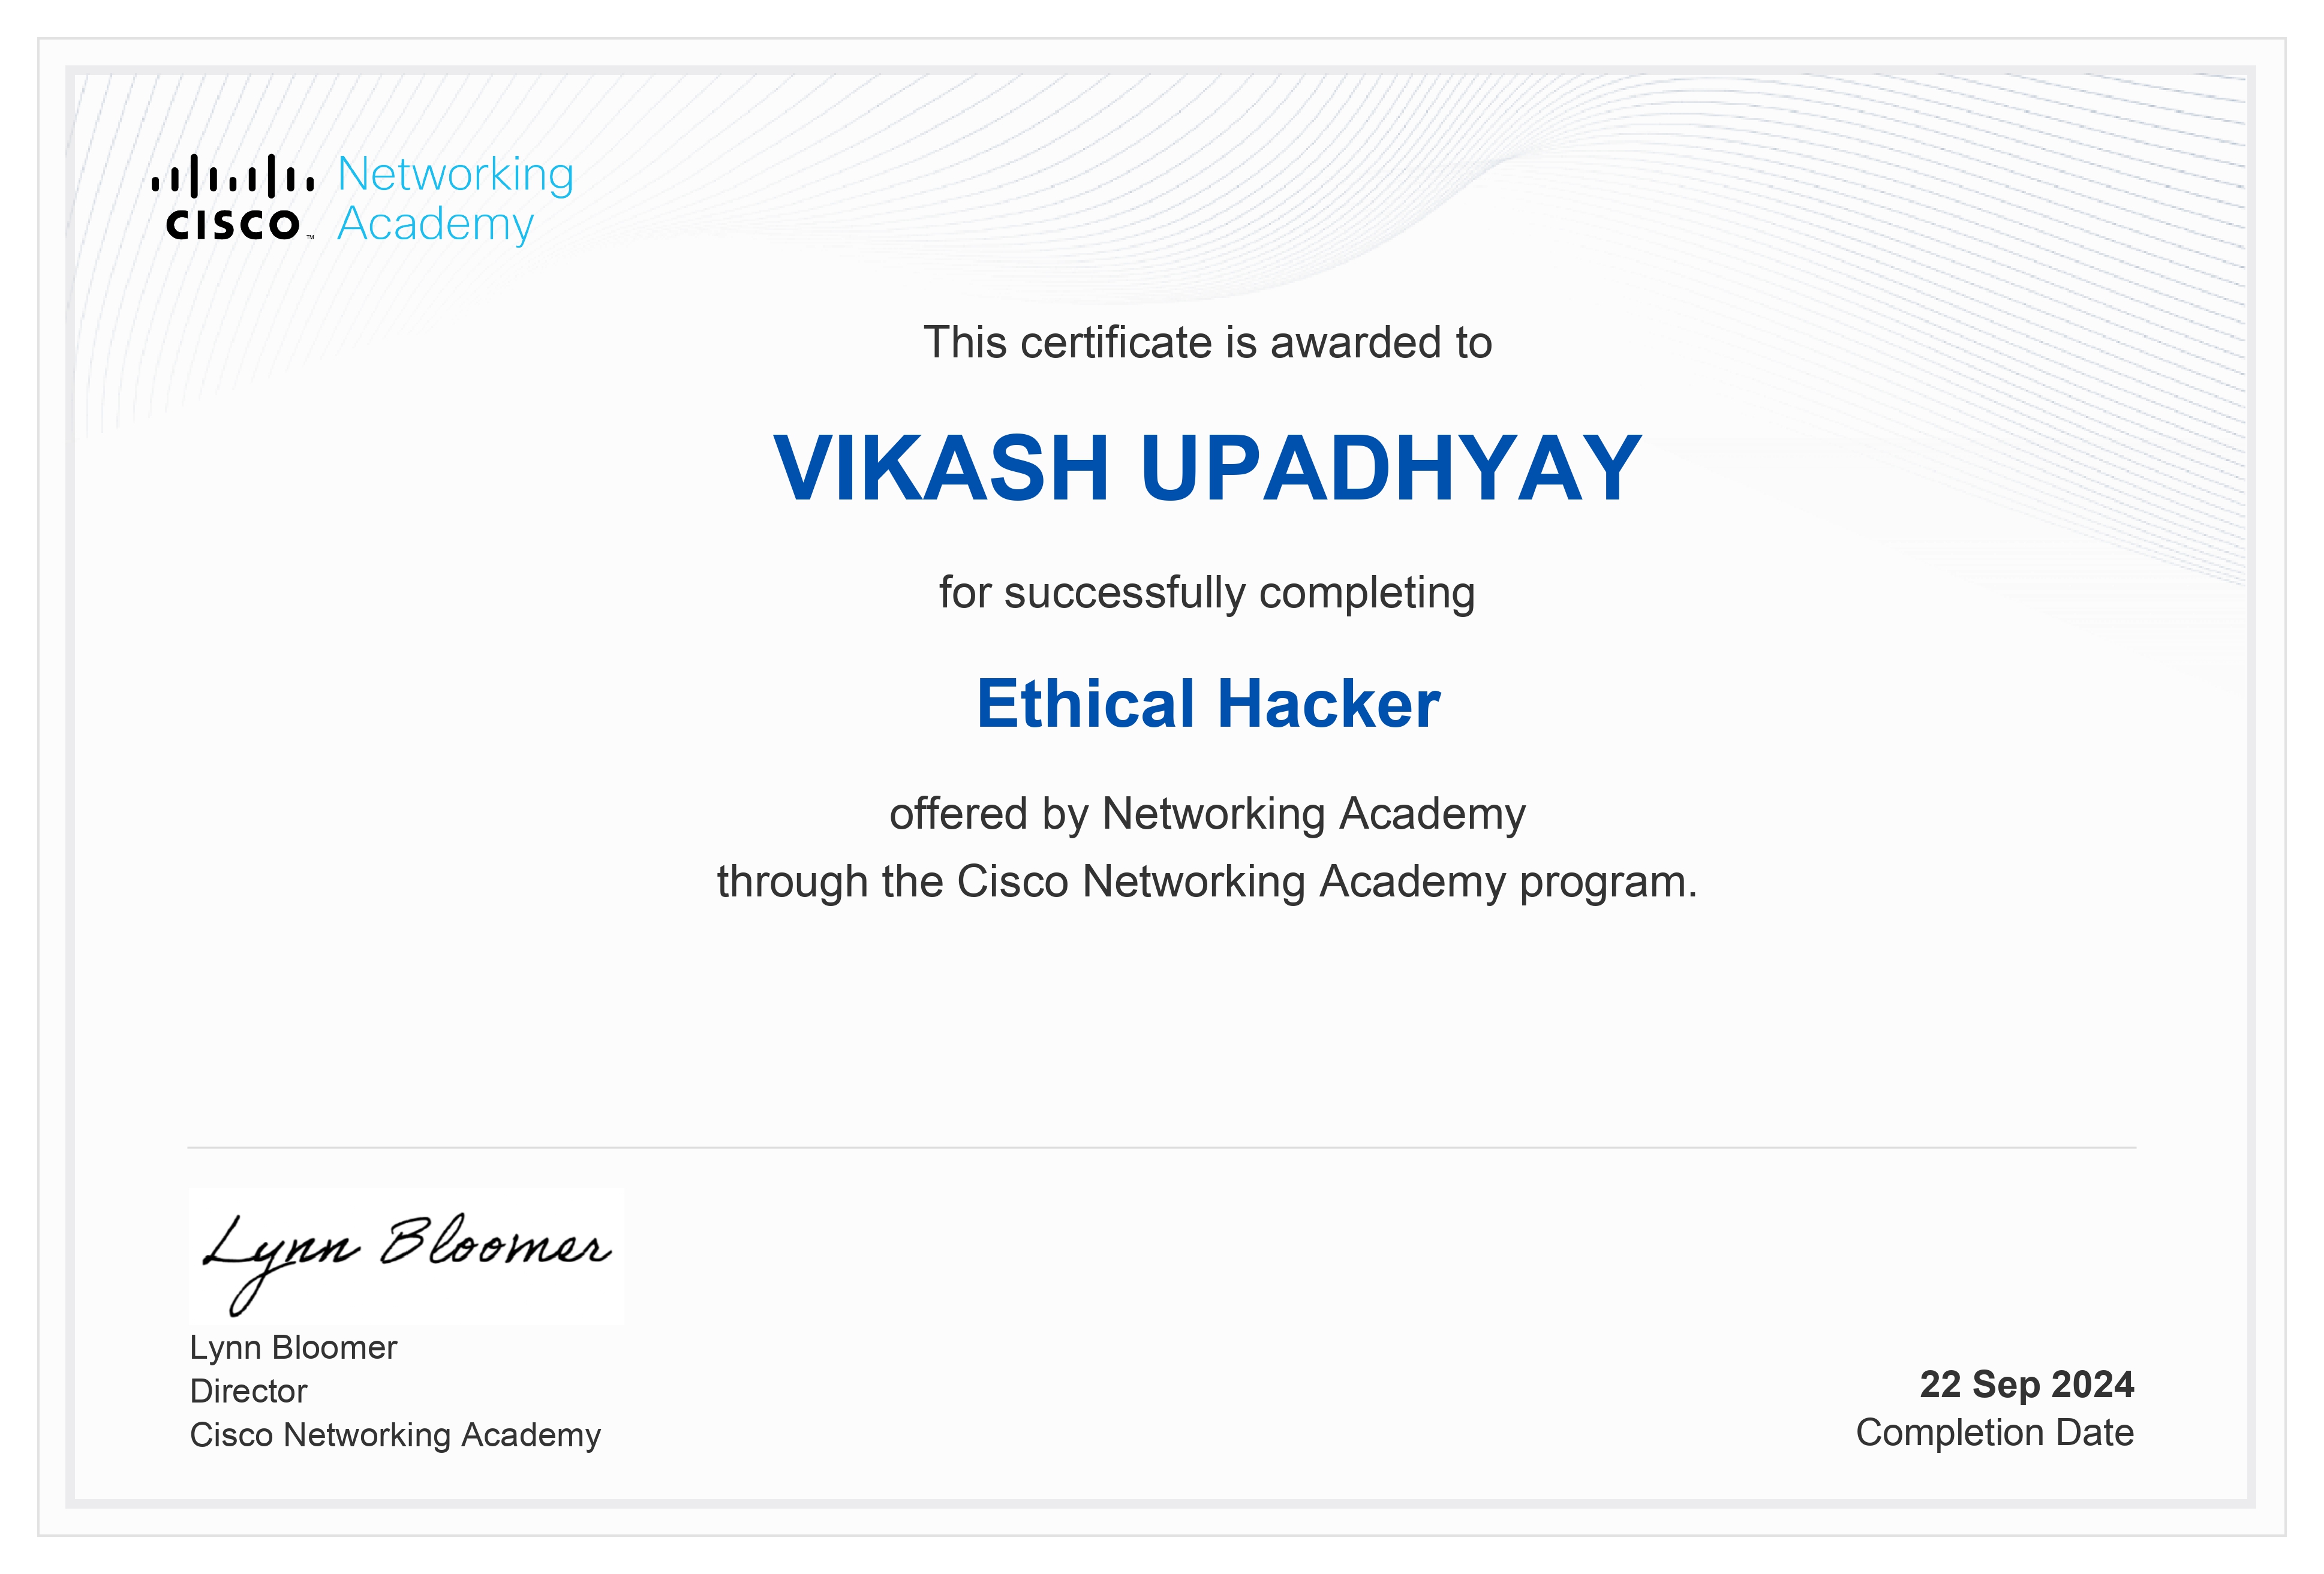 Networking
Academy
CISCO™
This certificate is awarded to
VIKASH UPADHYAY
for successfully completing
Ethical Hacker
offered by Networking Academy
through the Cisco Networking Academy program.
Lynn Bloomer
Lynn Bloomer
Director
Cisco Networking Academy
22 Sep 2024
Completion Date